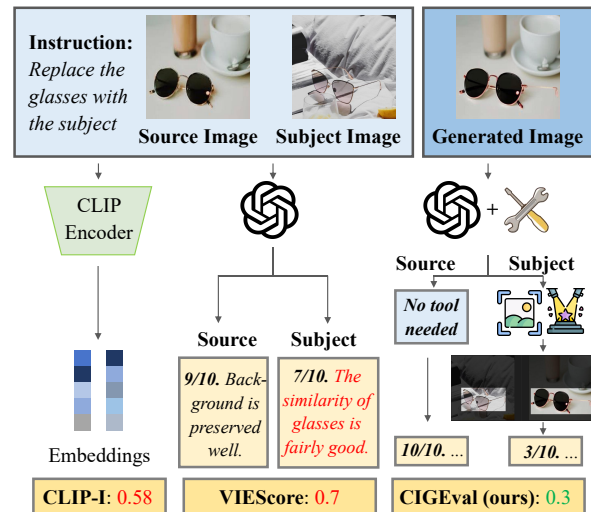 Instruction:
Replace the
glasses with
the subject
Source Image
Subject Image
Generated Image
CLIP
Encoder
+
Source
Subject
No tool
needed
Source
Subject
9/10. Back-
ground is
preserved
well.
7/10. The
similarity of
glasses is
fairly good.
10/10. ...
3/10. ...
Embeddings
CLIP-I: 0.58
VIEScore: 0.7
CIGEval (ours): 0.3